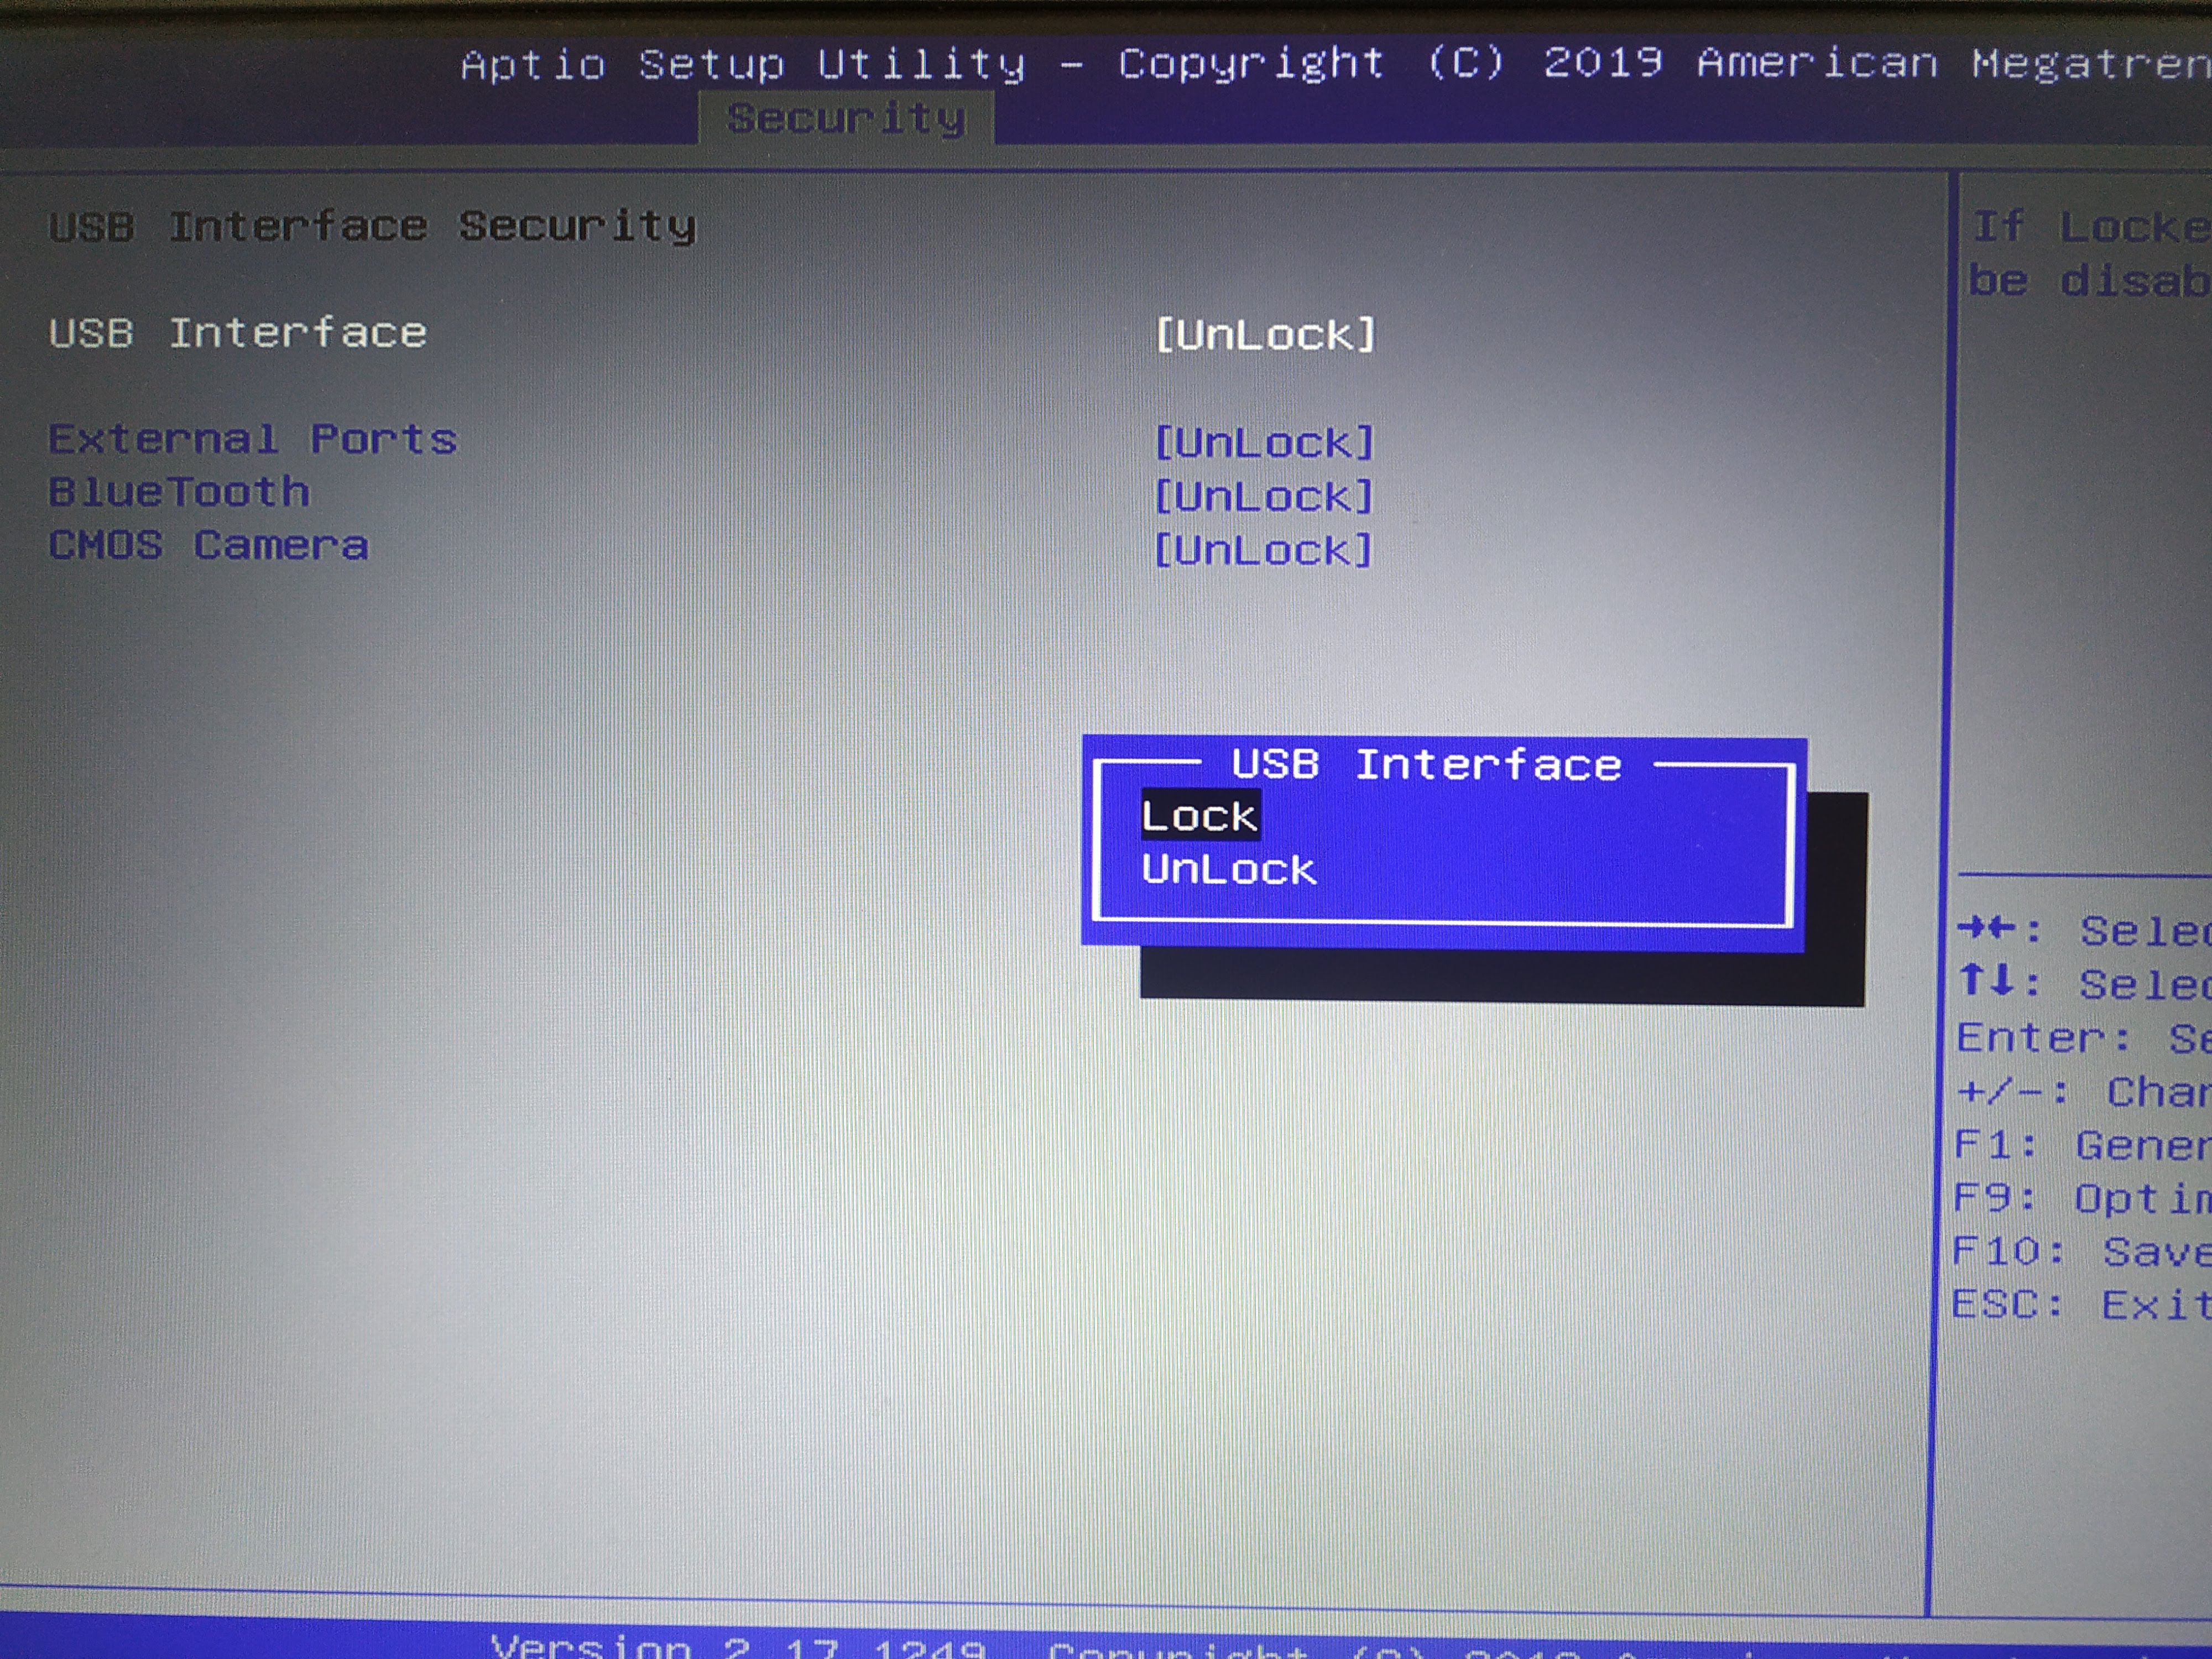 Aptio Setup Utility - Copyright (C) 2019 American Megatren
Security
USB Interface Security
USB Interface [UnLock]
External Ports [UnLock]
BlueTooth [UnLock]
CMOS Camera [UnLock]
If Locke
be disab
USB Interface
Lock
UnLock
→←: Selec
↑↓: Selec
Enter: Se
+/-: Chan
F1: Gener
F9: Optim
F10: Save
ESC: Exit
Version 2.17.1249. Copyright (C) 2019